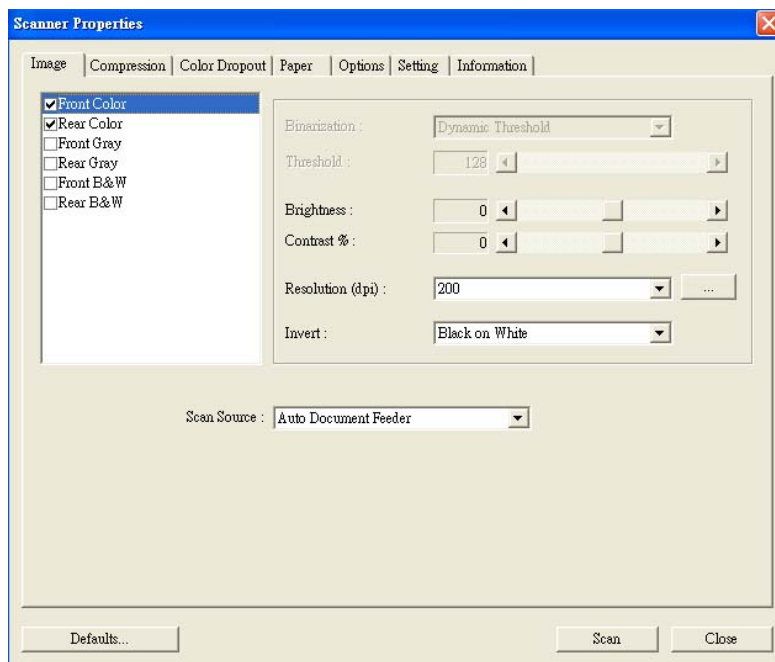 Scanner Properties
Image Compression Color Dropout Paper Options Setting Information
Front Color
Rear Color
Front Gray
Rear Gray
Front B&W
Rear B&W
Binarization : Dynamic Threshold
Threshold : 128
Brightness : 0
Contrast % : 0
Resolution (dpi) : 200 ...
Invert : Black on White
Scan Source : Auto Document Feeder
Defaults... Scan Close